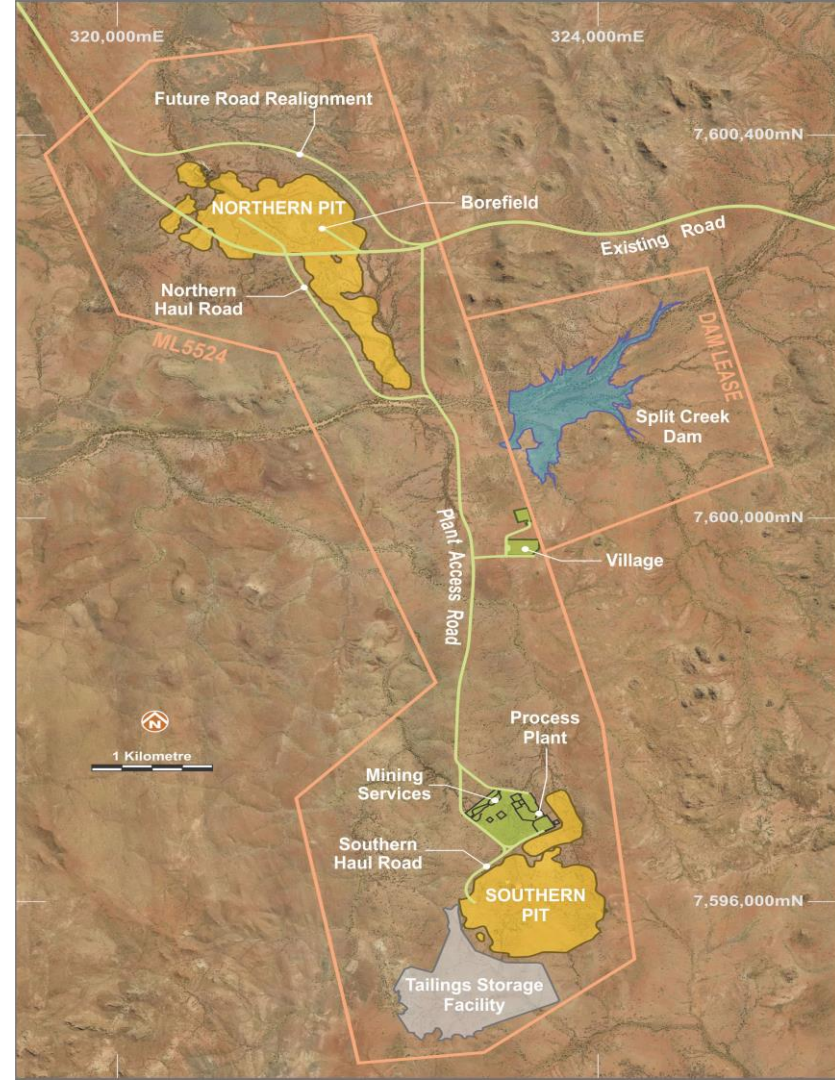 320,000mE
324,000mE
Future Road Realignment
7,600,400mN
NORTHERN PIT
Borefield
Existing Road
Northern
Haul Road
ML5524
DAM LEASE
Split Creek
Dam
Plant Access Road
7,600,000mN
Village
N
1 Kilometre
Process
Plant
Mining
Services
Southern
Haul Road
SOUTHERN
PIT
7,596,000mN
Tailings Storage
Facility